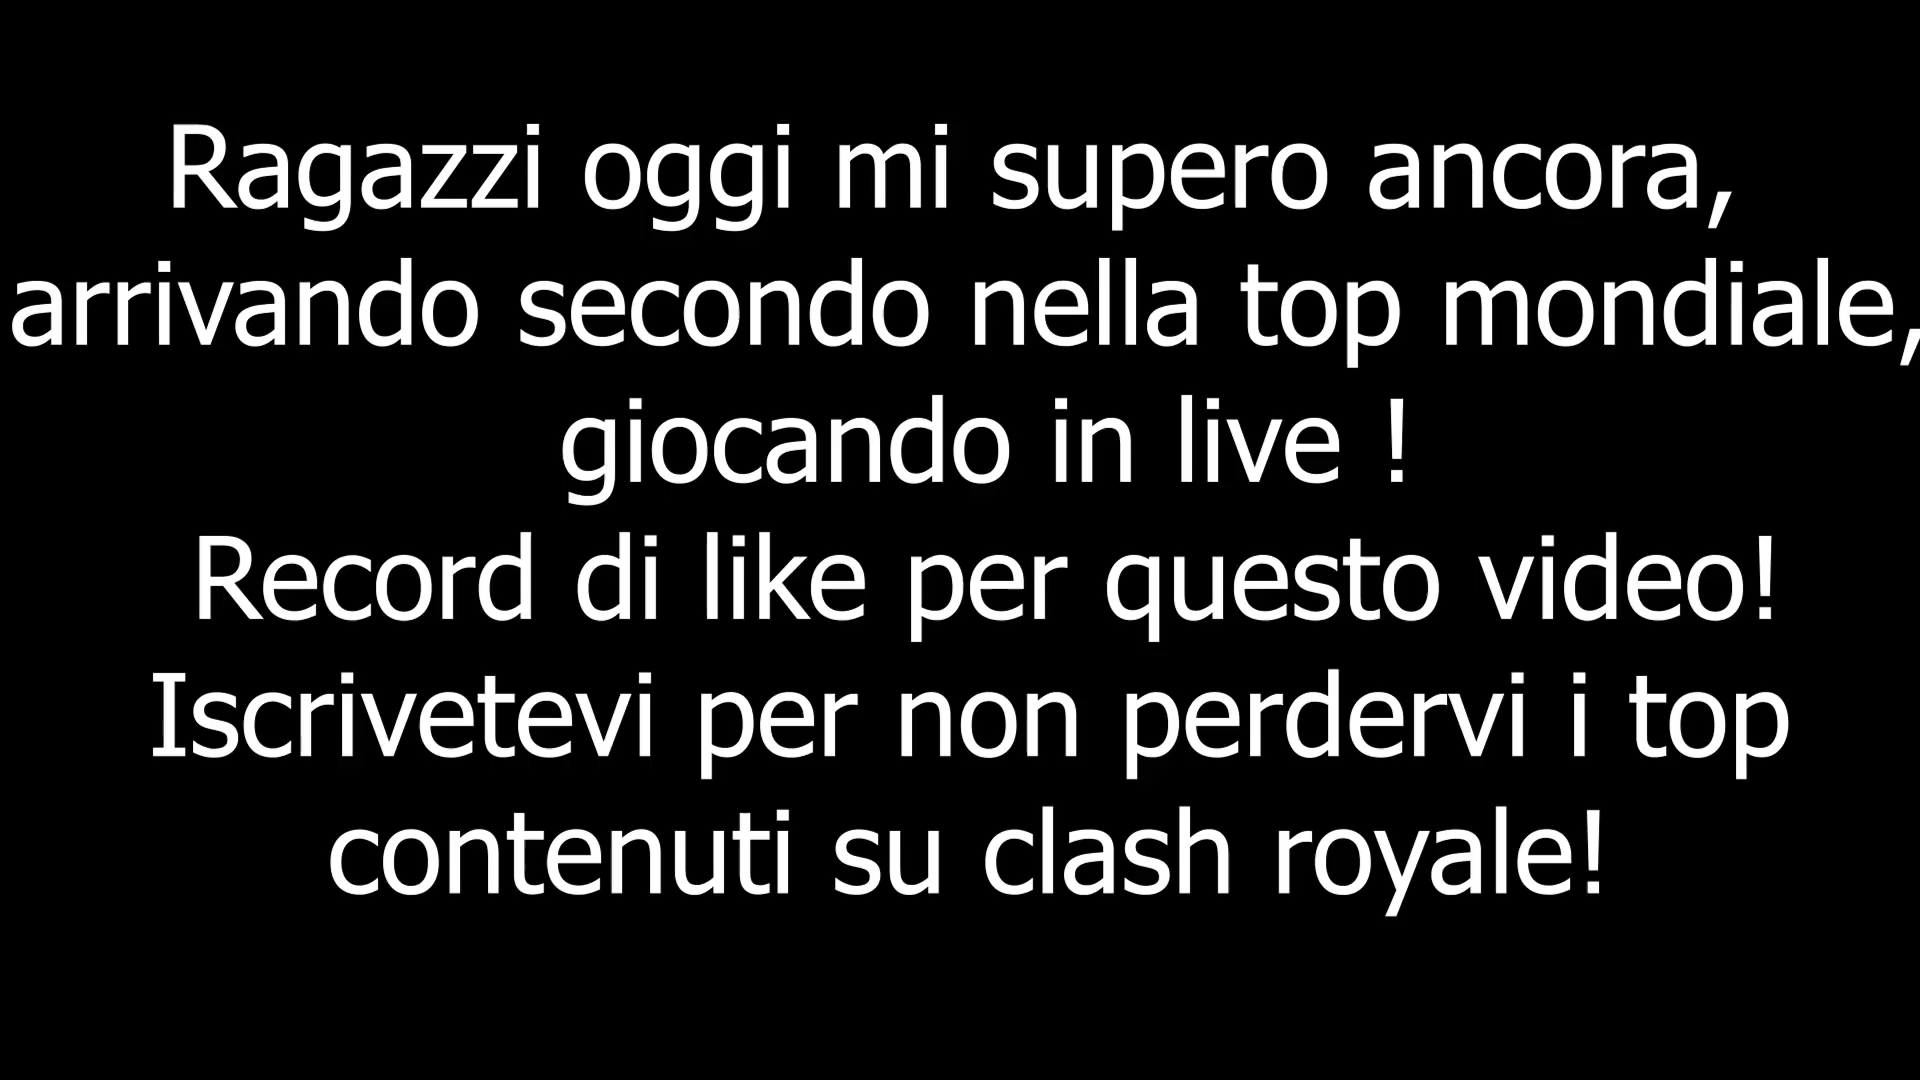 Ragazzi oggi mi supero ancora,
arrivando secondo nella top mondiale,
giocando in live !
Record di like per questo video!
Iscrivetevi per non perdervi i top
contenuti su clash royale!